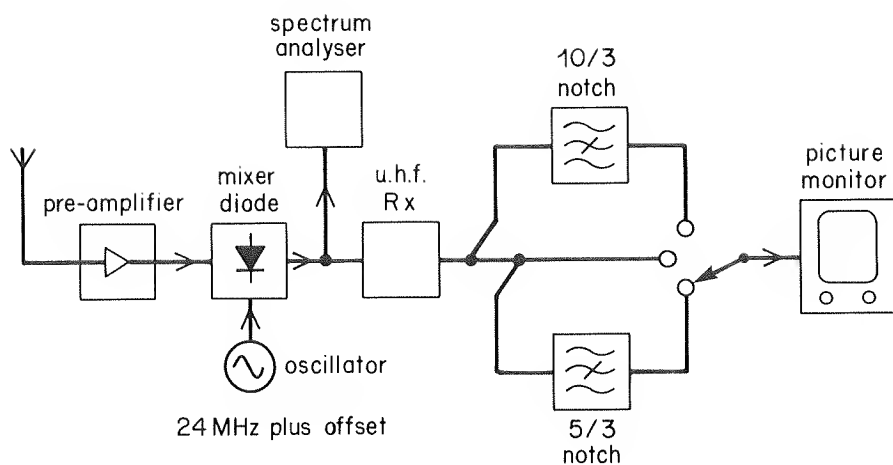 spectrum
analyser
10/3
notch
picture
monitor
mixer
diode
u.h.f.
Rx
pre-amplifier
oscillator
24 MHz plus offset
5/3
notch